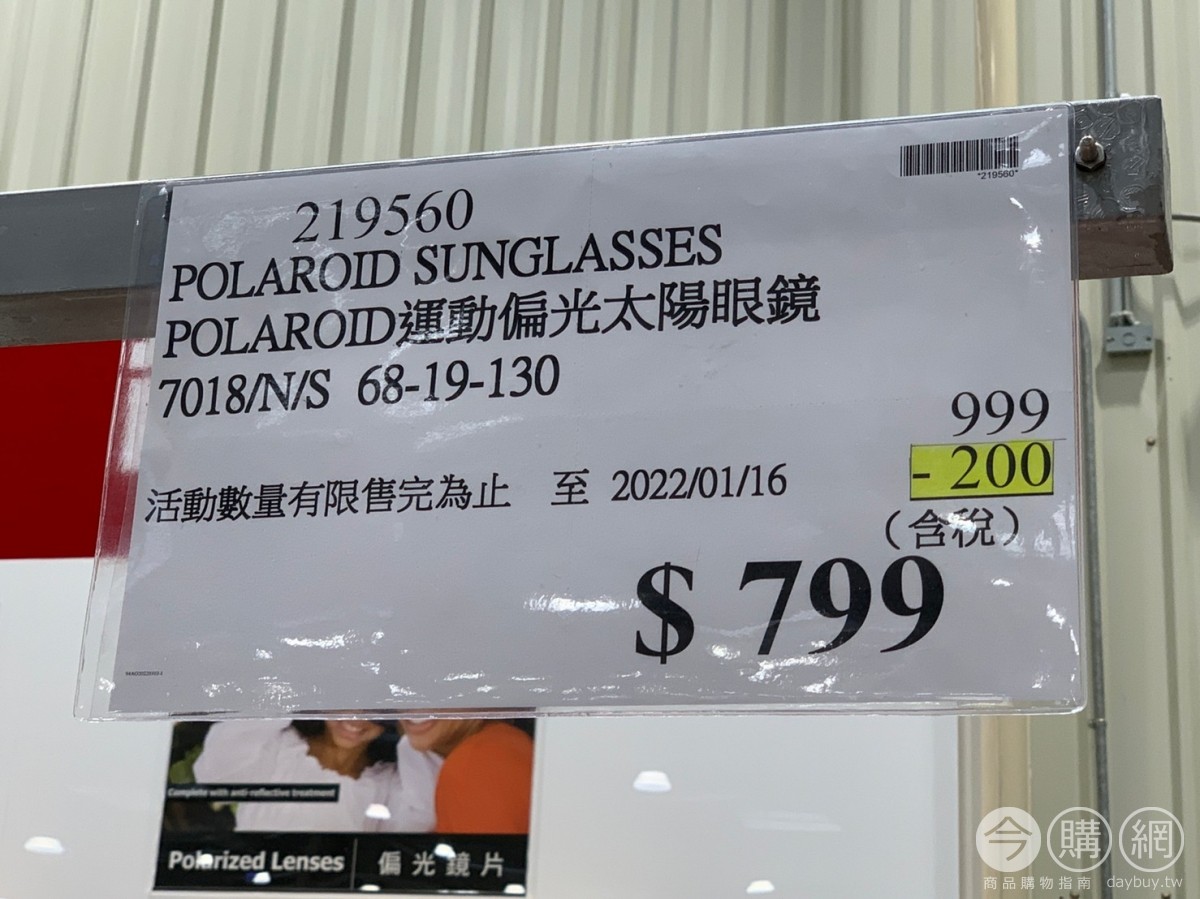 *219560*
219560
POLAROID SUNGLASSES
POLAROID運動偏光太陽眼鏡
7018/N/S 68-19-130
999
- 200
活動數量有限售完為止 至 2022/01/16
(含稅)
$ 799
Complete with anti-reflective treatment
Polarized Lenses 偏光鏡片
今購網
商品購物指南 daybuy.tw